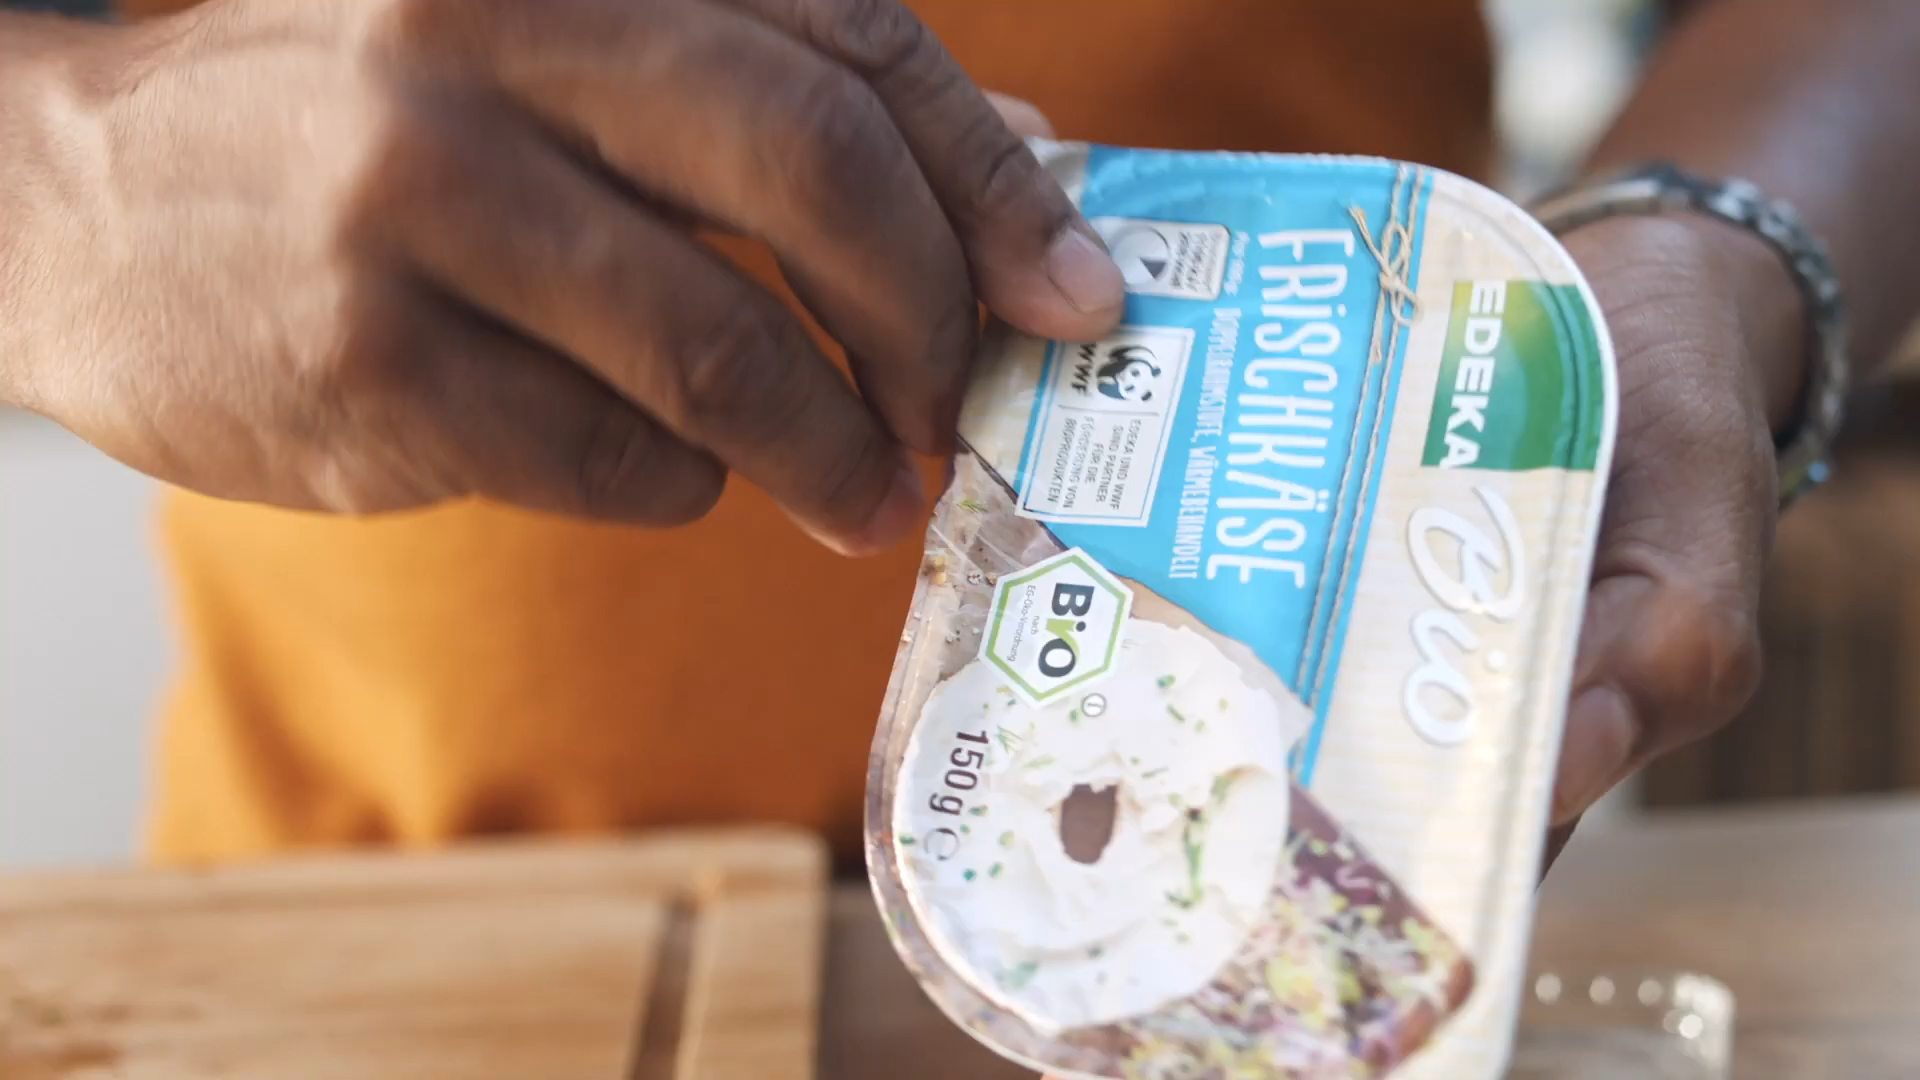 EDEKA
Bio
FRISCHKÄSE
DOPPELRAHMSTUFE, WÄRMEBEHANDELT
WWF
EDEKA UND WWF
SIND PARTNER
FÜR DIE
FÖRDERUNG VON
BIOPRODUKTEN
Bio
nach
EG-Öko-Verordnung
150g e